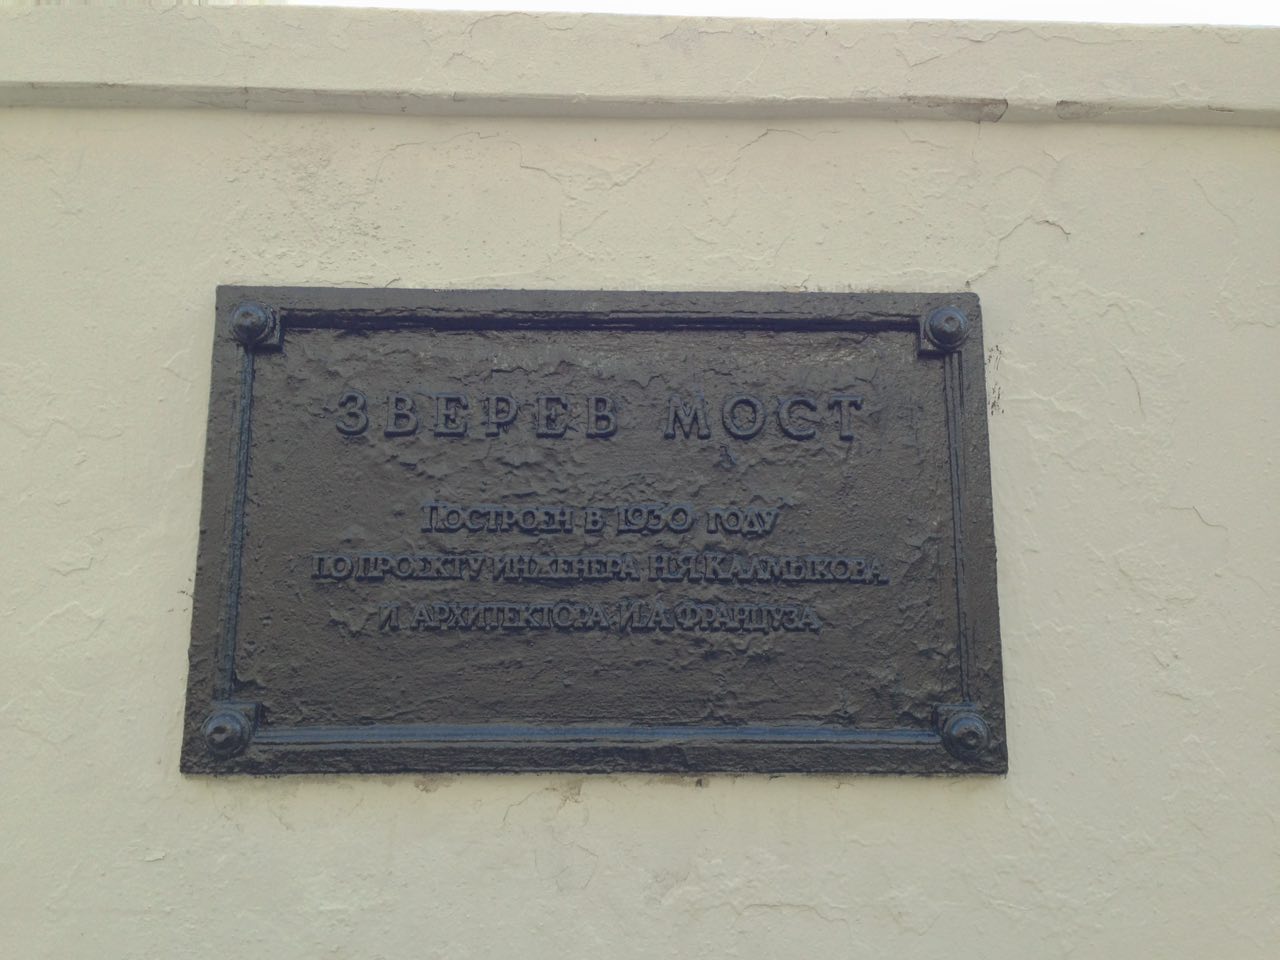 ЗВЕРЕВ МОСТ
ПОСТРОЕН В 1930 ГОДУ
ПО ПРОЕКТУ ИНЖЕНЕРА Н.Я.КАЛМЫКОВА
И АРХИТЕКТОРА И.А.ФРАНЦУЗА